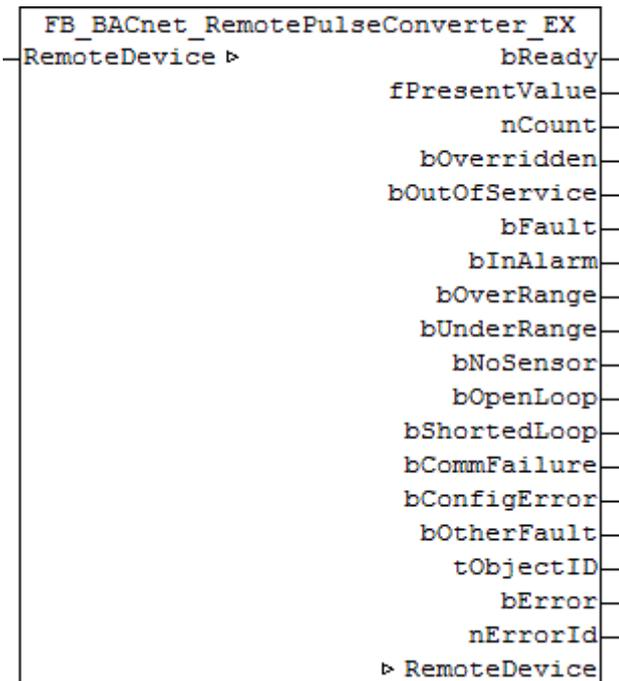 FB_BACnet_RemotePulseConverter_EX
RemoteDevice ▷ bReady
fPresentValue
nCount
bOverridden
bOutOfService
bFault
bInAlarm
bOverRange
bUnderRange
bNoSensor
bOpenLoop
bShortedLoop
bCommFailure
bConfigError
bOtherFault
tObjectID
bError
nErrorId
▷ RemoteDevice